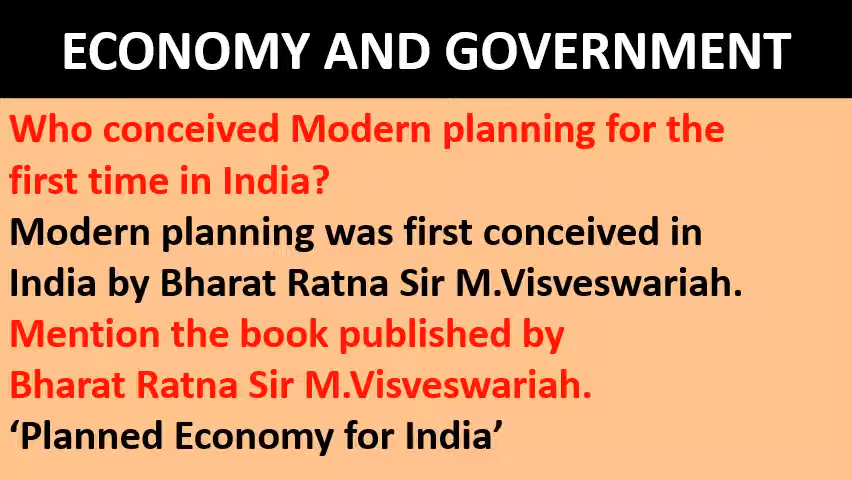 ECONOMY AND GOVERNMENT
Who conceived Modern planning for the
first time in India?
Modern planning was first conceived in
India by Bharat Ratna Sir M.Visveswariah.
Mention the book published by
Bharat Ratna Sir M.Visveswariah.
‘Planned Economy for India’